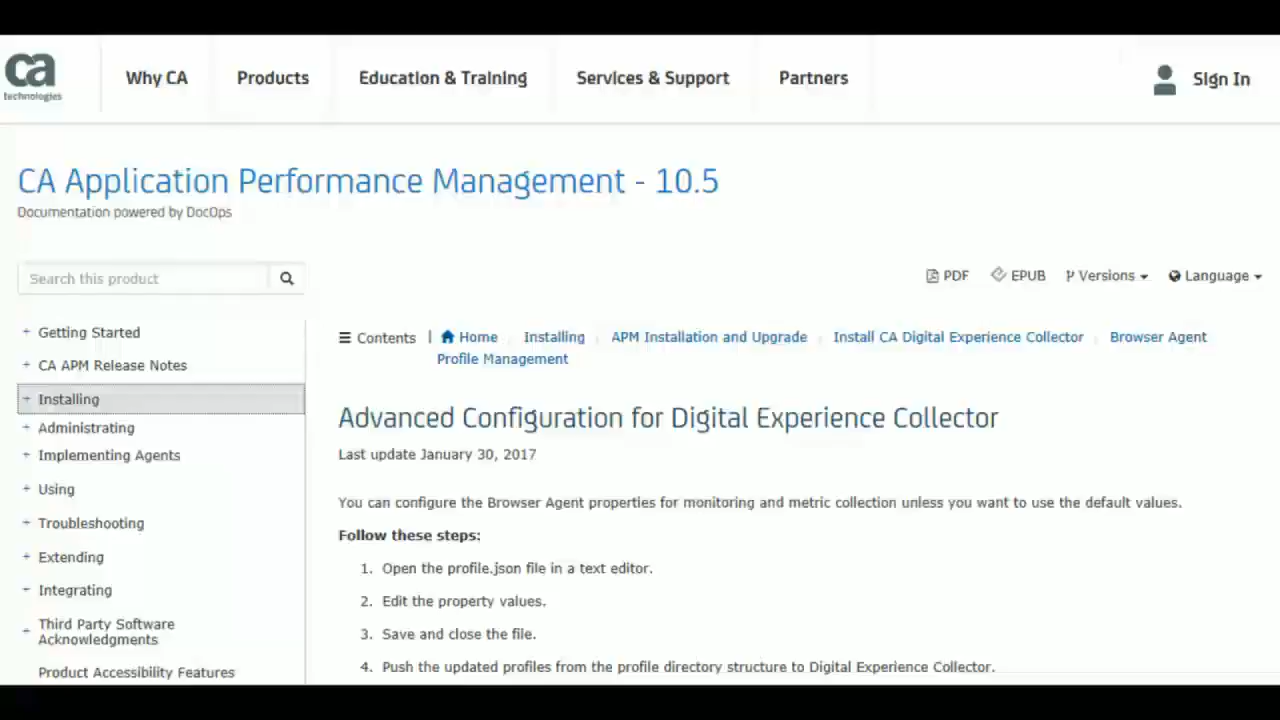 ca
technologies
Why CA
Products
Education & Training
Services & Support
Partners
Sign In
CA Application Performance Management - 10.5
Documentation powered by DocOps
Search this product
PDF
EPUB
Versions
Language
+ Getting Started
+ CA APM Release Notes
+ Installing
+ Administrating
+ Implementing Agents
+ Using
+ Troubleshooting
+ Extending
+ Integrating
+ Third Party Software
Acknowledgments
Product Accessibility Features
Contents | Home Installing APM Installation and Upgrade Install CA Digital Experience Collector Browser Agent
Profile Management
Advanced Configuration for Digital Experience Collector
Last update January 30, 2017
You can configure the Browser Agent properties for monitoring and metric collection unless you want to use the default values.
Follow these steps:
1. Open the profile.json file in a text editor.
2. Edit the property values.
3. Save and close the file.
4. Push the updated profiles from the profile directory structure to Digital Experience Collector.